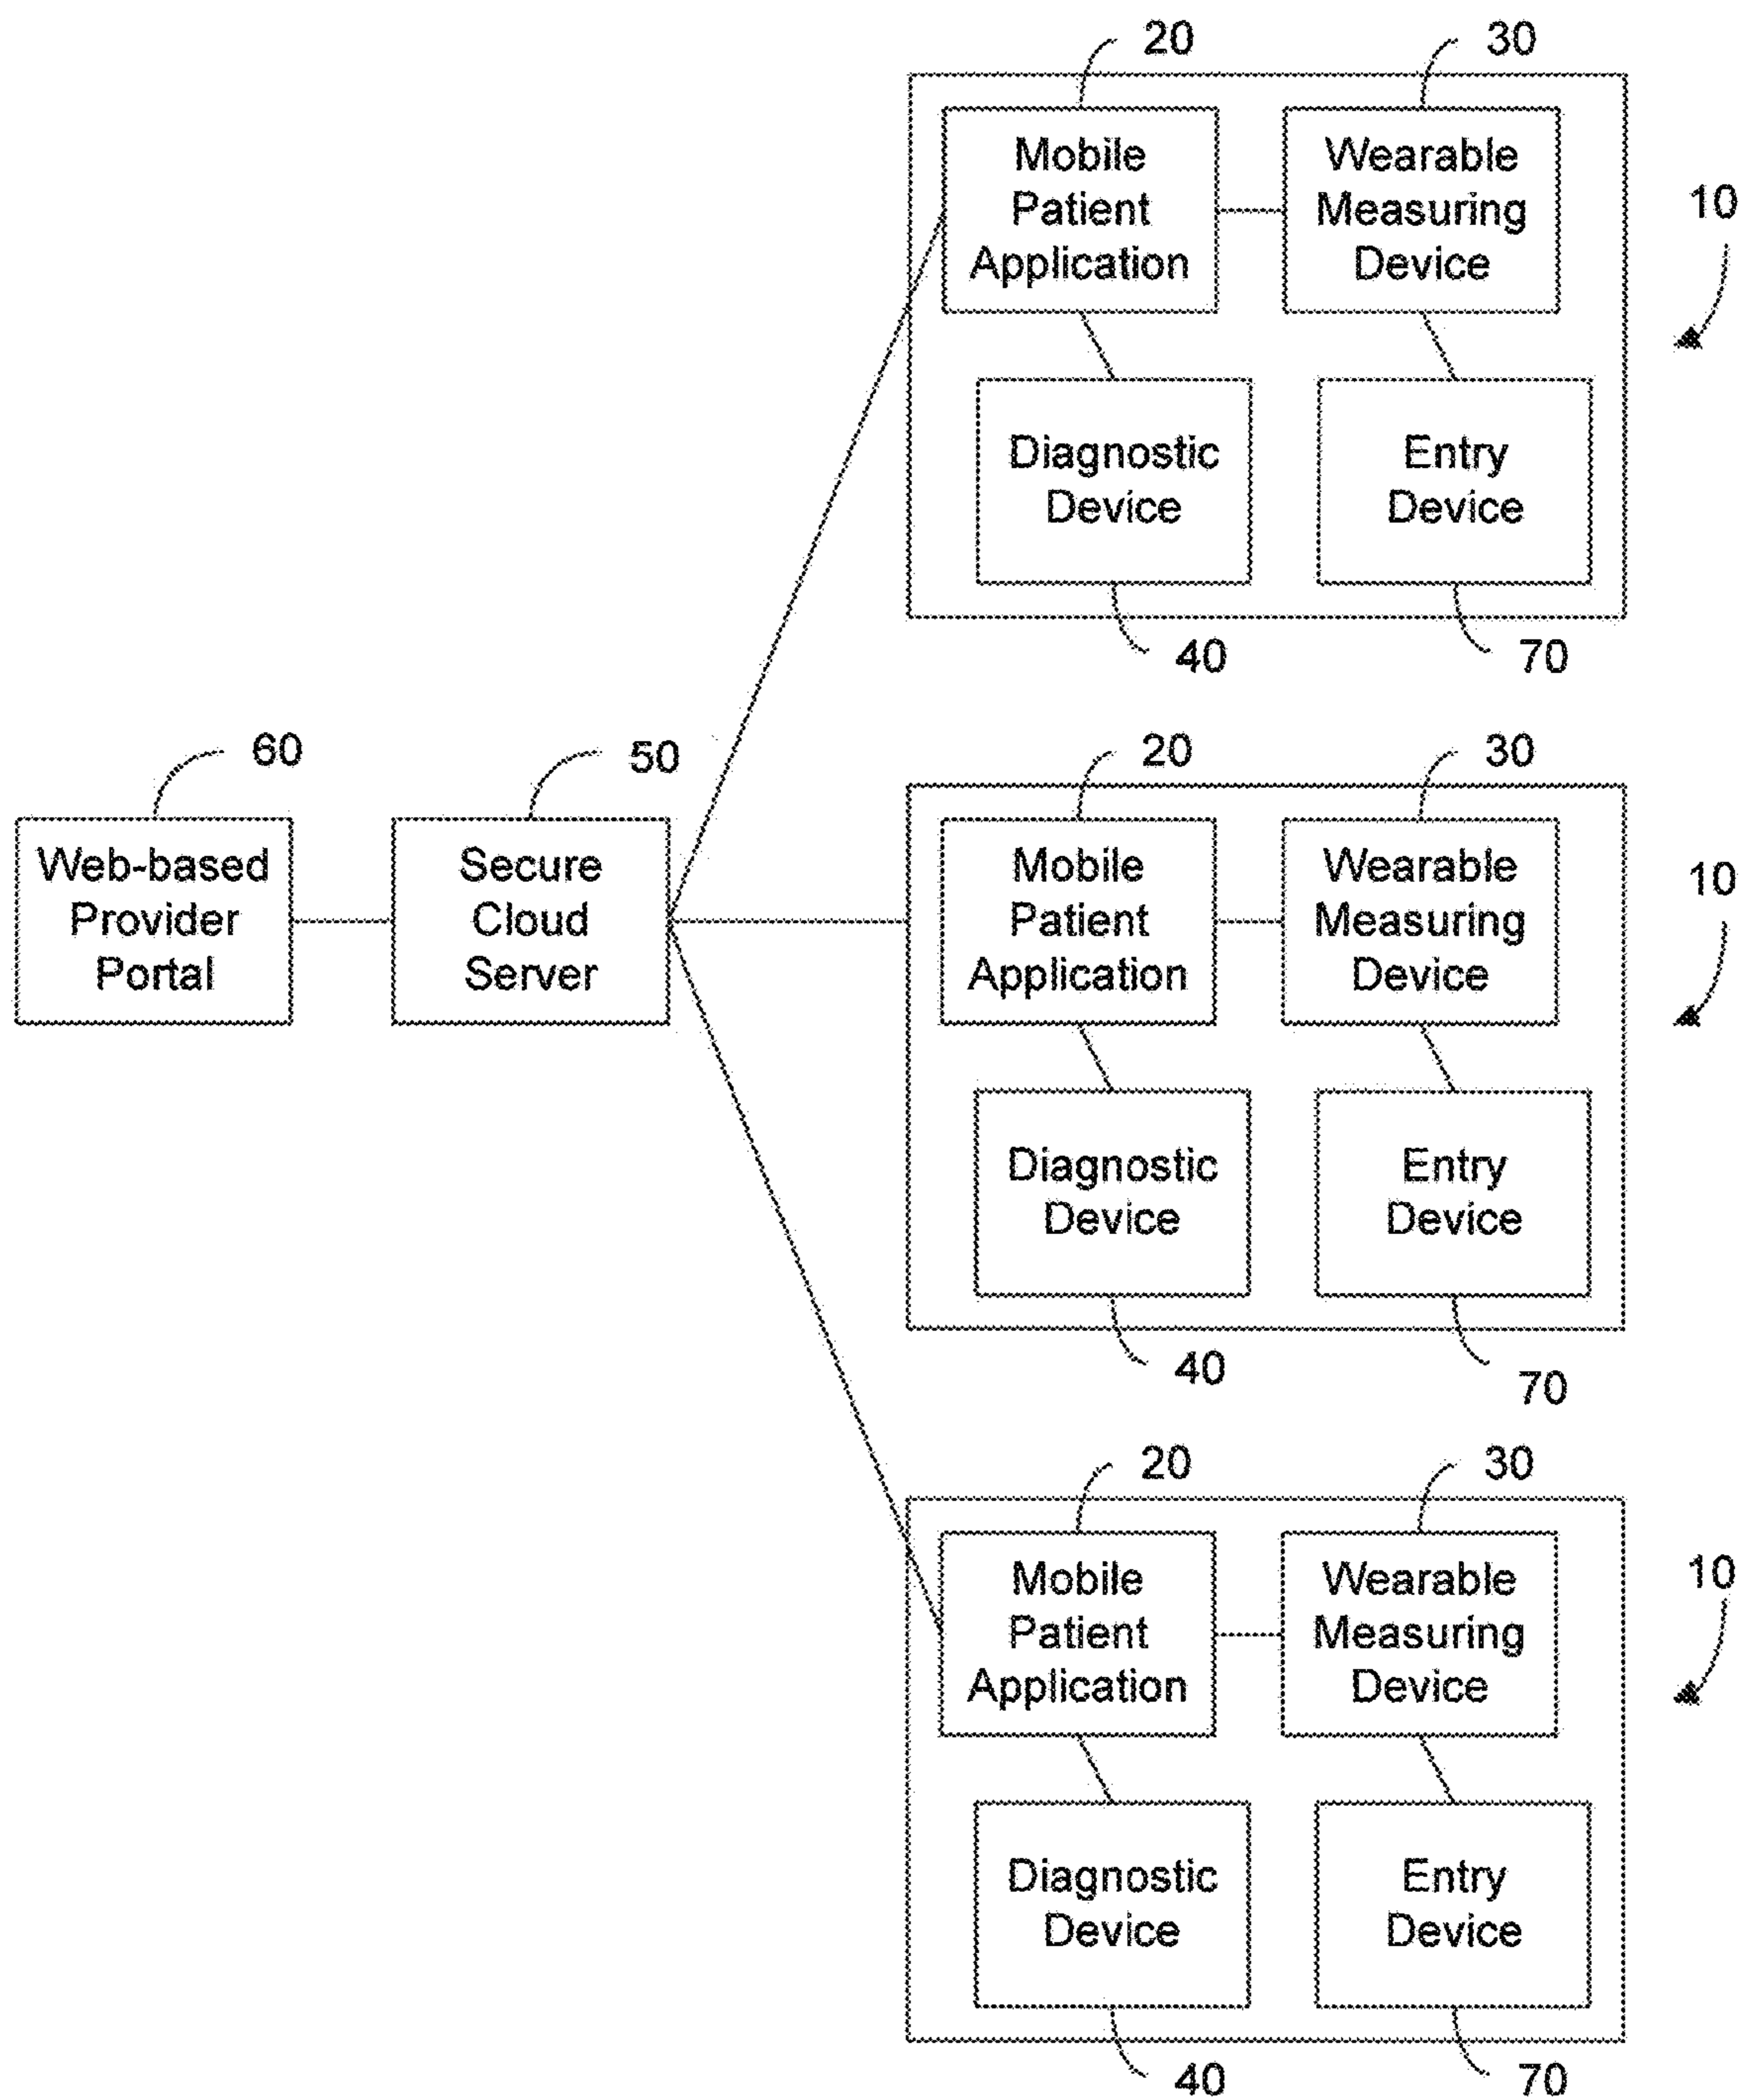 20
30
Mobile
Patient
Application
Wearable
Measuring
Device
10
Diagnostic
Device
Entry
Device
40
70
60
50
Web-based
Provider
Portal
Secure
Cloud
Server
20
30
Mobile
Patient
Application
Wearable
Measuring
Device
10
Diagnostic
Device
Entry
Device
40
70
20
30
Mobile
Patient
Application
Wearable
Measuring
Device
10
Diagnostic
Device
Entry
Device
40
70